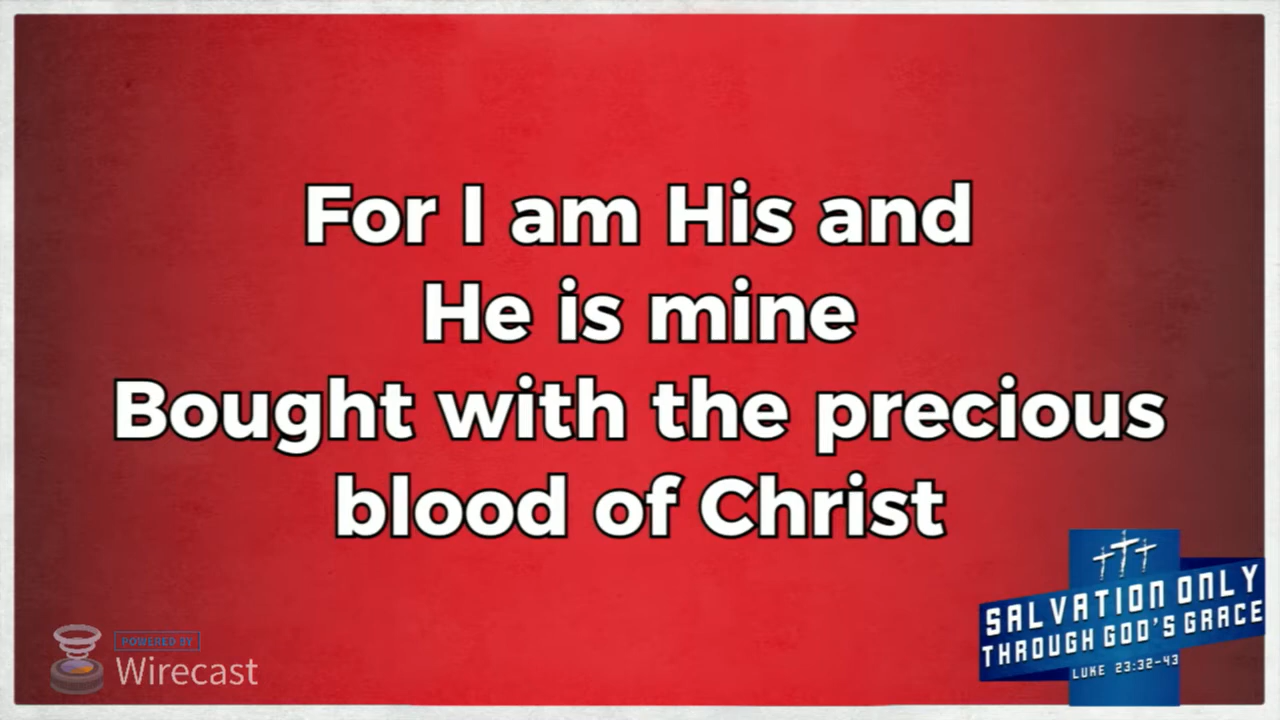 For I am His and
He is mine
Bought with the precious
blood of Christ
SALVATION ONLY
THROUGH GOD'S GRACE
LUKE 23:32-43
POWERED BY
Wirecast